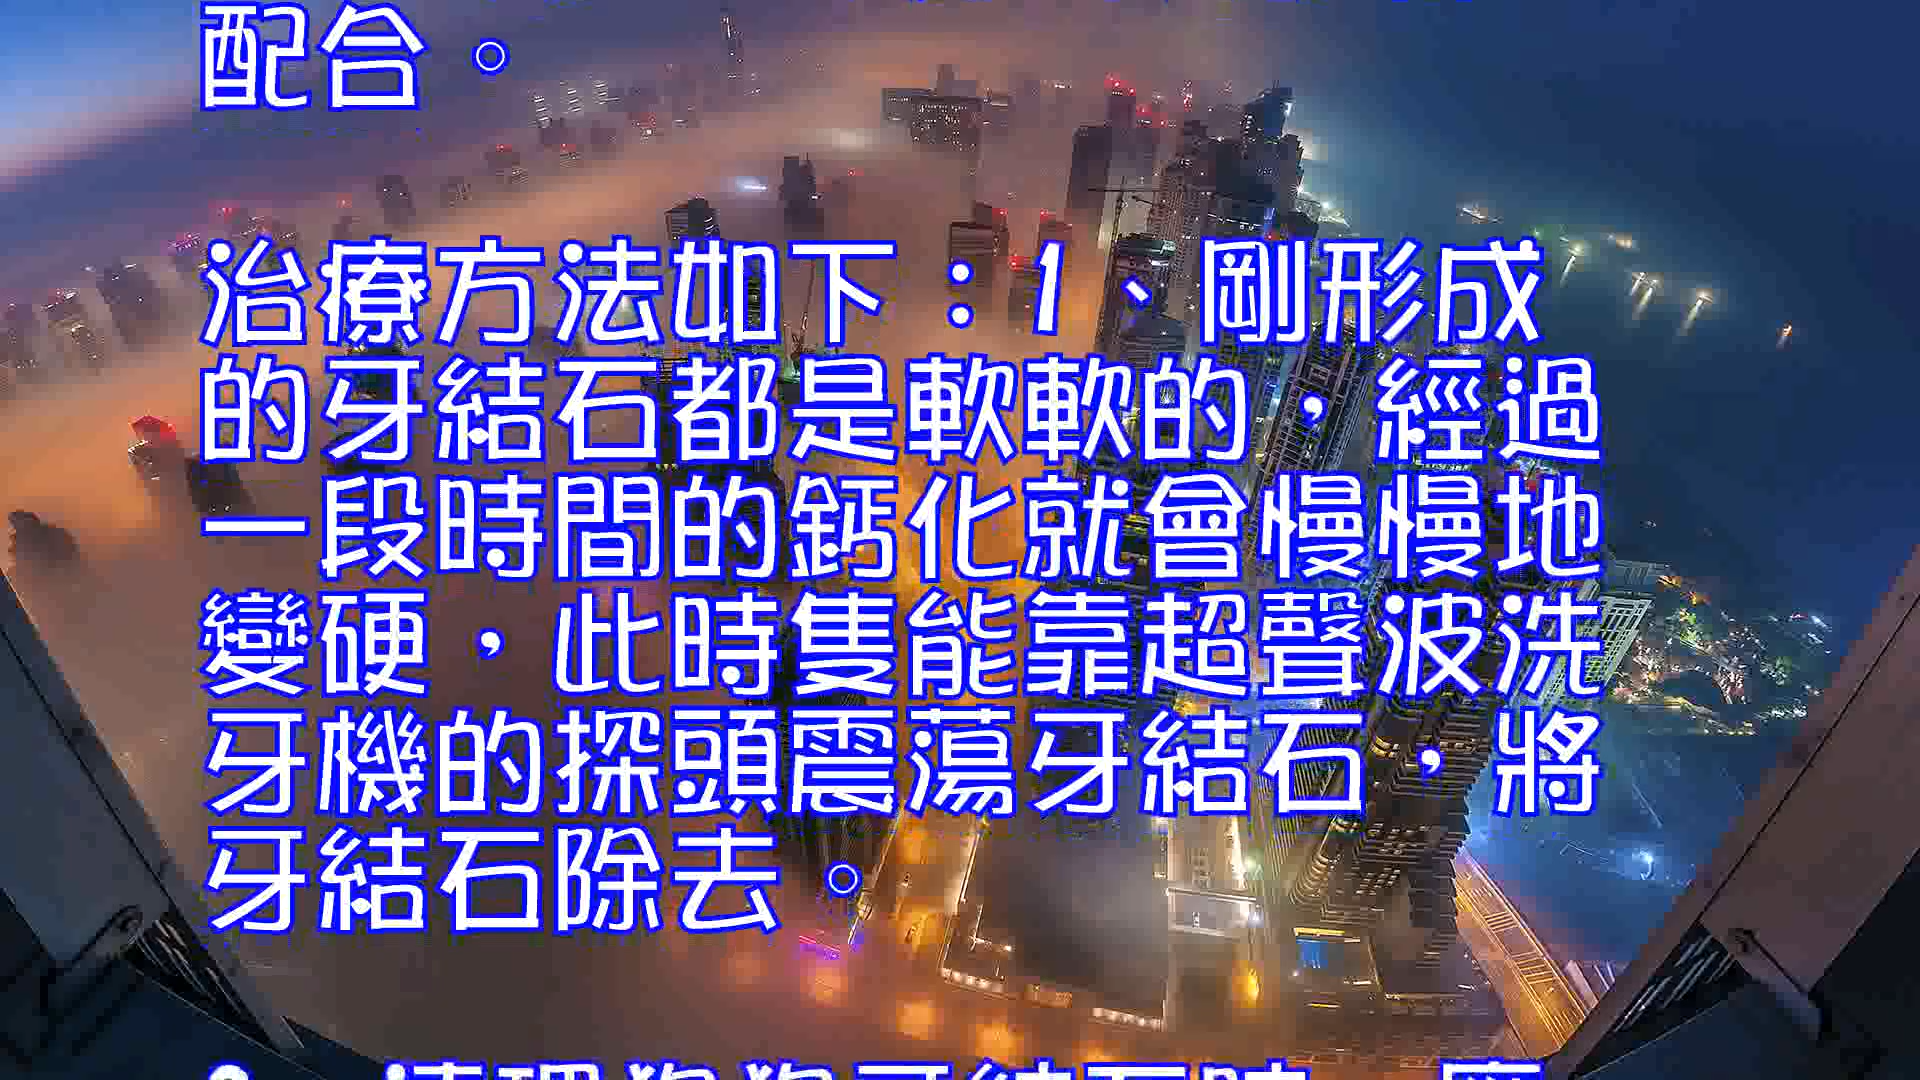 配合。
治療方法如下：1、剛形成
的牙結石都是軟軟的，經過
一段時間的鈣化就會慢慢地
變硬，此時隻能靠超聲波洗
牙機的探頭震蕩牙結石，將
牙結石除去。